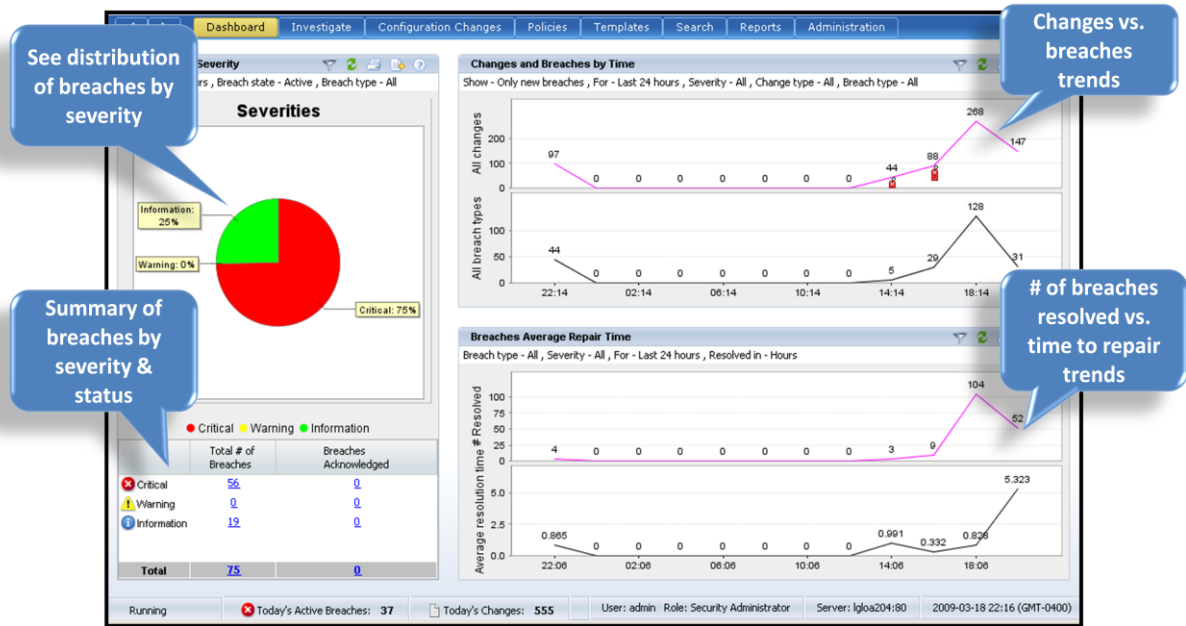 Dashboard Investigate Configuration Changes Policies Templates Search Reports Administration
See distribution
of breaches by
severity
Severity
rs , Breach state - Active , Breach type - All
Severities
Information:
25%
Warning: 0%
Critical: 75%
Critical Warning Information
Summary of
breaches by
severity &
status
Total # of
Breaches
Breaches
Acknowledged
Critical 56 0
Warning 0 0
Information 19 0
Total 75 0
Changes and Breaches by Time
Show - Only new breaches , For - Last 24 hours , Severity - All , Change type - All , Breach type - All
Changes vs.
breaches
trends
All changes
200
100
0
97 0 0 0 0 0 0 0 44 88 268 147
All breach types
100
50
0
44 0 0 0 0 0 0 0 5 29 128 31
22:14 02:14 06:14 10:14 14:14 18:14
# of breaches
resolved vs.
time to repair
trends
Breaches Average Repair Time
Breach type - All , Severity - All , For - Last 24 hours , Resolved in - Hours
# Resolved
100
75
50
25
0
4 0 0 0 0 0 0 0 3 9 104 52
Average resolution time
5.0
2.5
0.0
0.865 0 0 0 0 0 0 0 0.991 0.332 0.828 5.323
22:06 02:06 06:06 10:06 14:06 18:06
Running
Today's Active Breaches: 37
Today's Changes: 555
User: admin Role: Security Administrator
Server: lgloa204:80
2009-03-18 22:16 (GMT-0400)